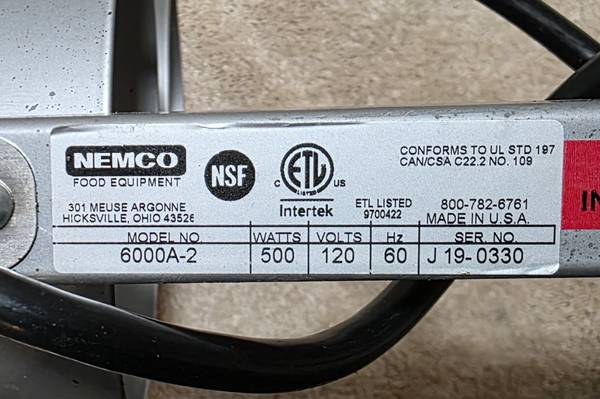 NEMCO
FOOD EQUIPMENT
301 MEUSE ARGONNE
HICKSVILLE, OHIO 43526
NSF
ETL
C US
Intertek
ETL LISTED
9700422
CONFORMS TO UL STD 197
CAN/CSA C22.2 NO. 109
800-782-6761
MADE IN U.S.A.
MODEL NO. WATTS VOLTS Hz SER. NO.
6000A-2 500 120 60 J 19-0330